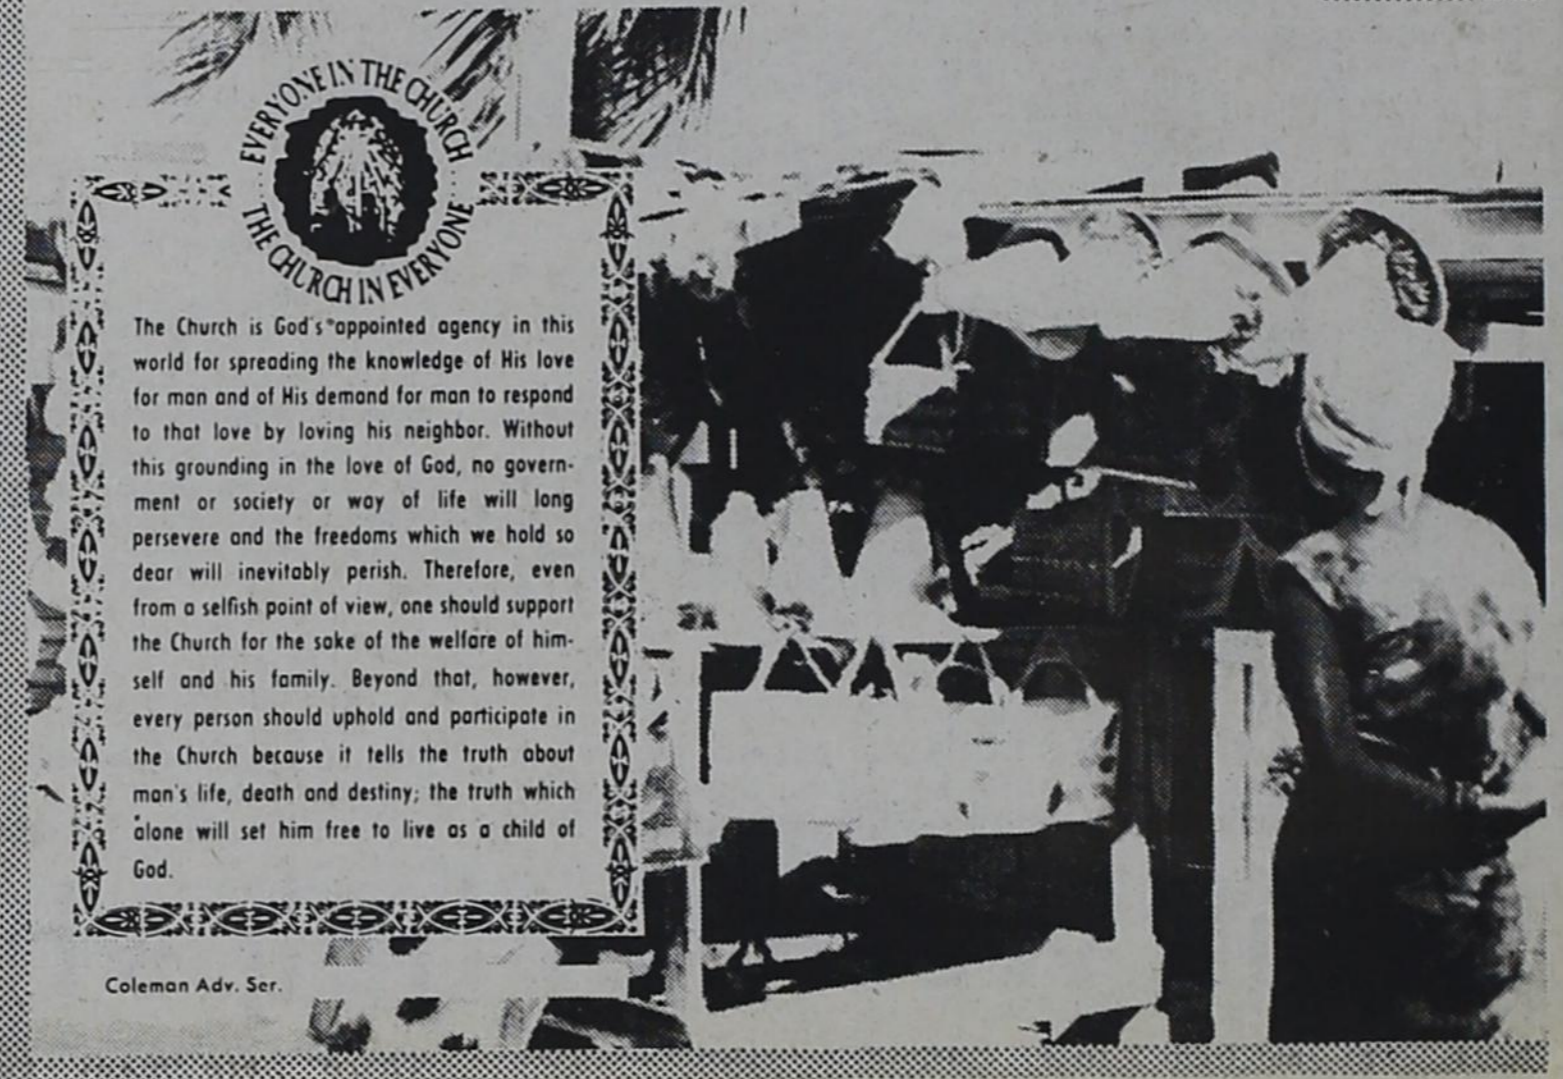 EVERYONE IN THE CHURCH
THE CHURCH IN EVERYONE
The Church is God's appointed agency in this
world for spreading the knowledge of His love
for man and of His demand for man to respond
to that love by loving his neighbor. Without
this grounding in the love of God, no govern-
ment or society or way of life will long
persevere and the freedoms which we hold so
dear will inevitably perish. Therefore, even
from a selfish point of view, one should support
the Church for the sake of the welfare of him-
self and his family. Beyond that, however,
every person should uphold and participate in
the Church because it tells the truth about
man's life, death and destiny; the truth which
alone will set him free to live as a child of
God.
Coleman Adv. Ser.